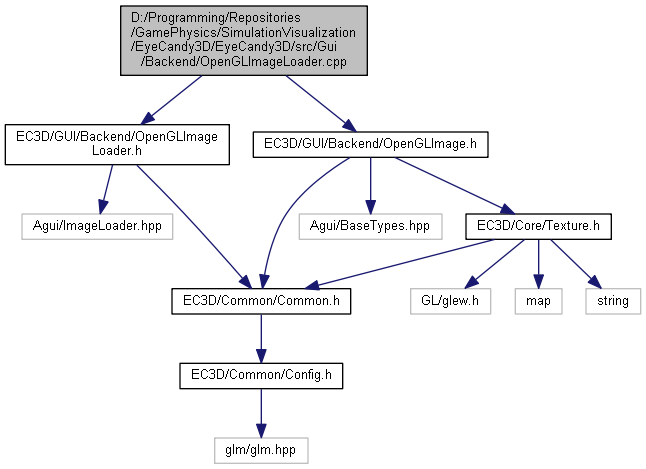 D:/Programming/Repositories
/GamePhysics/SimulationVisualization
/EyeCandy3D/EyeCandy3D/src/Gui
/Backend/OpenGLImageLoader.cpp
EC3D/GUI/Backend/OpenGLImage
Loader.h
EC3D/GUI/Backend/OpenGLImage.h
Agui/ImageLoader.hpp
Agui/BaseTypes.hpp
EC3D/Core/Texture.h
EC3D/Common/Common.h
GL/glew.h
map
string
EC3D/Common/Config.h
glm/glm.hpp